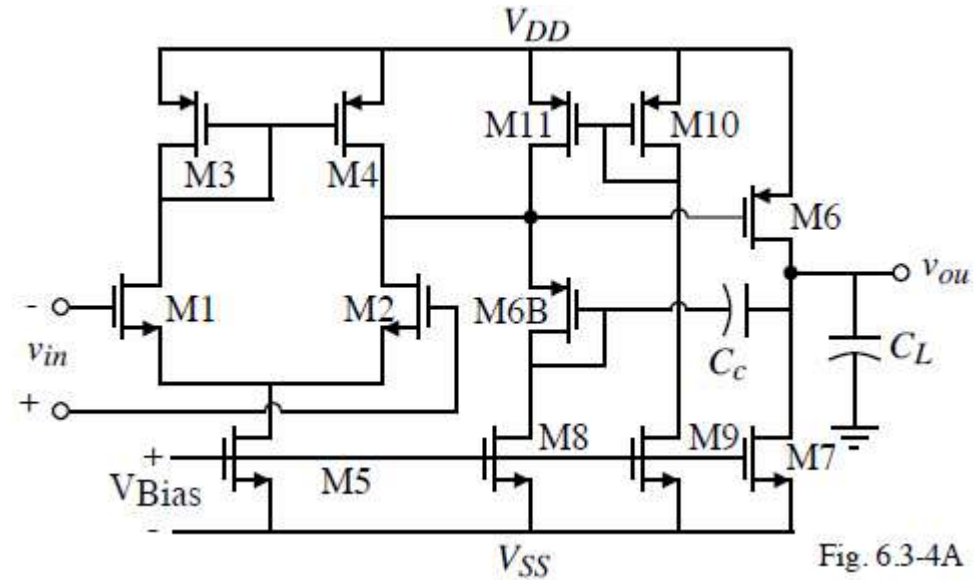 V_DD
M11
M10
M3
M4
M6
v_ou
M1
M2
M6B
-
v_in
C_c
C_L
+
M8
M9
M7
+
V_Bias
M5
-
V_SS
Fig. 6.3-4A